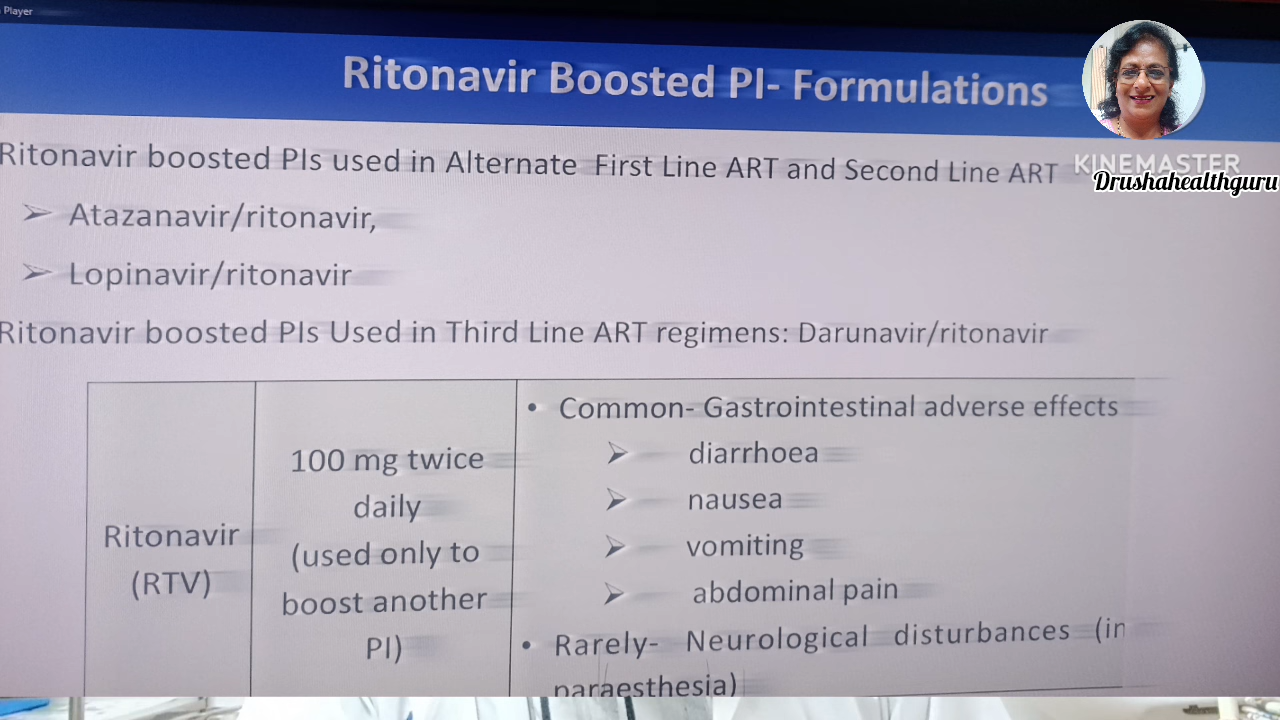 Player
Ritonavir Boosted PI- Formulations
Ritonavir boosted PIs used in Alternate First Line ART and Second Line ART
KINEMASTER
Drushahealthguru
➢ Atazanavir/ritonavir,
➢ Lopinavir/ritonavir
Ritonavir boosted PIs Used in Third Line ART regimens: Darunavir/ritonavir
Ritonavir
(RTV)
100 mg twice
daily
(used only to
boost another
PI)
• Common- Gastrointestinal adverse effects
➢ diarrhoea
➢ nausea
➢ vomiting
➢ abdominal pain
• Rarely- Neurological disturbances (in
paraesthesia)